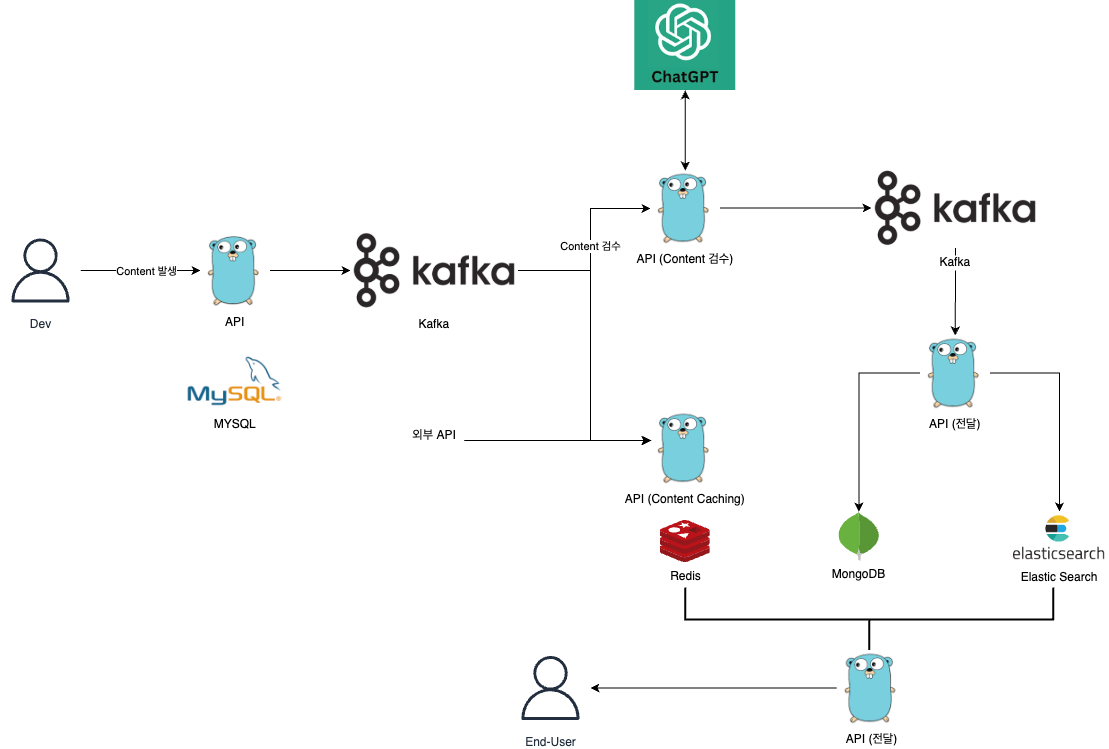 ChatGPT
kafka
Content 검수
API (Content 검수)
Kafka
Content 발생
kafka
Dev
API
Kafka
MySQL®
MYSQL
외부 API
API (전달)
API (Content Caching)
elasticsearch
Redis
MongoDB
Elastic Search
End-User
API (전달)